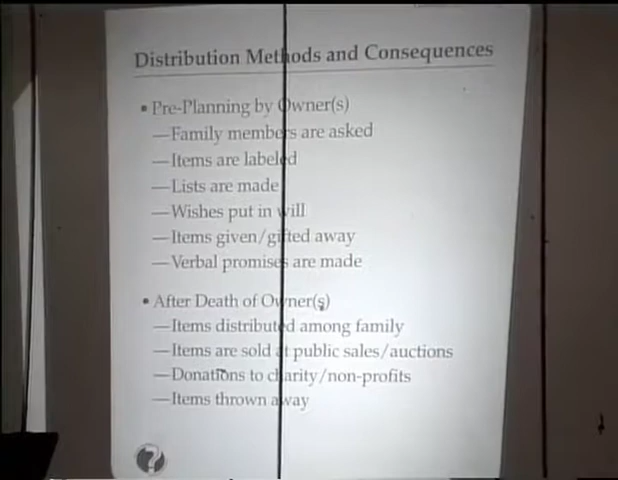 Distribution Methods and Consequences
• Pre-Planning by Owner(s)
—Family members are asked
—Items are labeled
—Lists are made
—Wishes put in will
—Items given/gifted away
—Verbal promises are made
• After Death of Owner(s)
—Items distributed among family
—Items are sold at public sales/auctions
—Donations to charity/non-profits
—Items thrown away
?